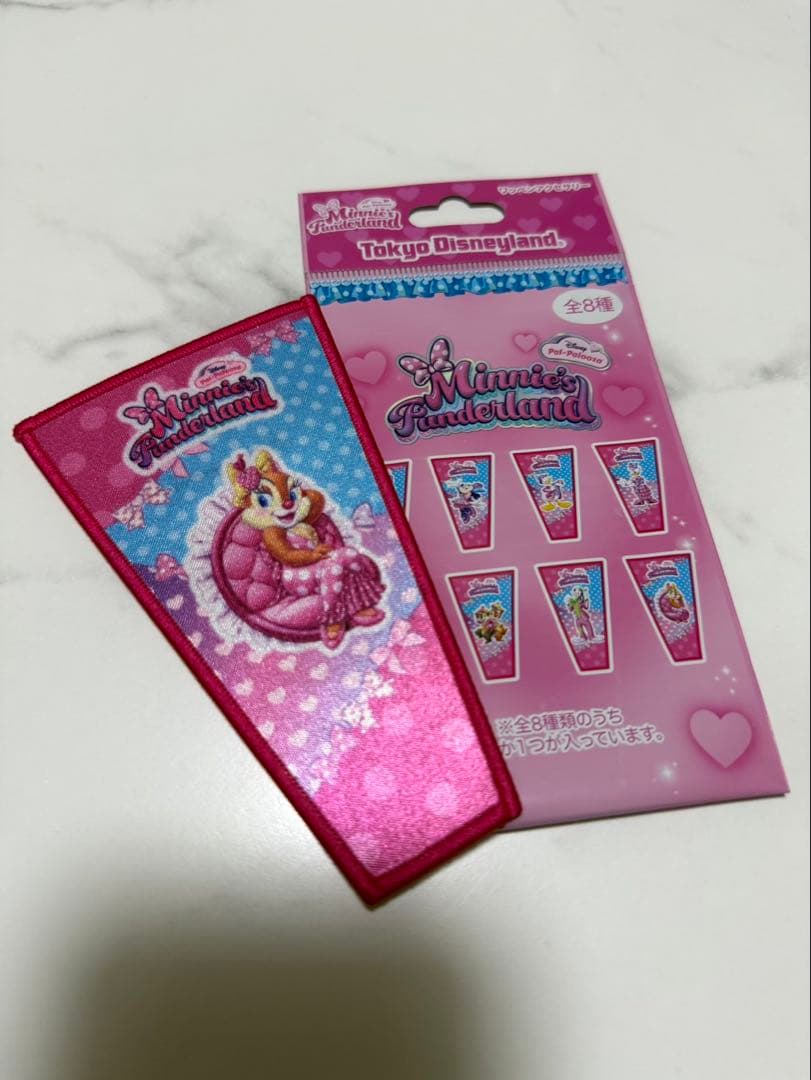 Minnie's
Funderland
Tokyo Disneyland®
ワッペンアクセサリー
全8種
Disney
Pal-Palooza
Minnie's
Funderland
※全8種類のうち
か1つが入っています。
Disney
Pal-Palooza
Minnie's
Funderland